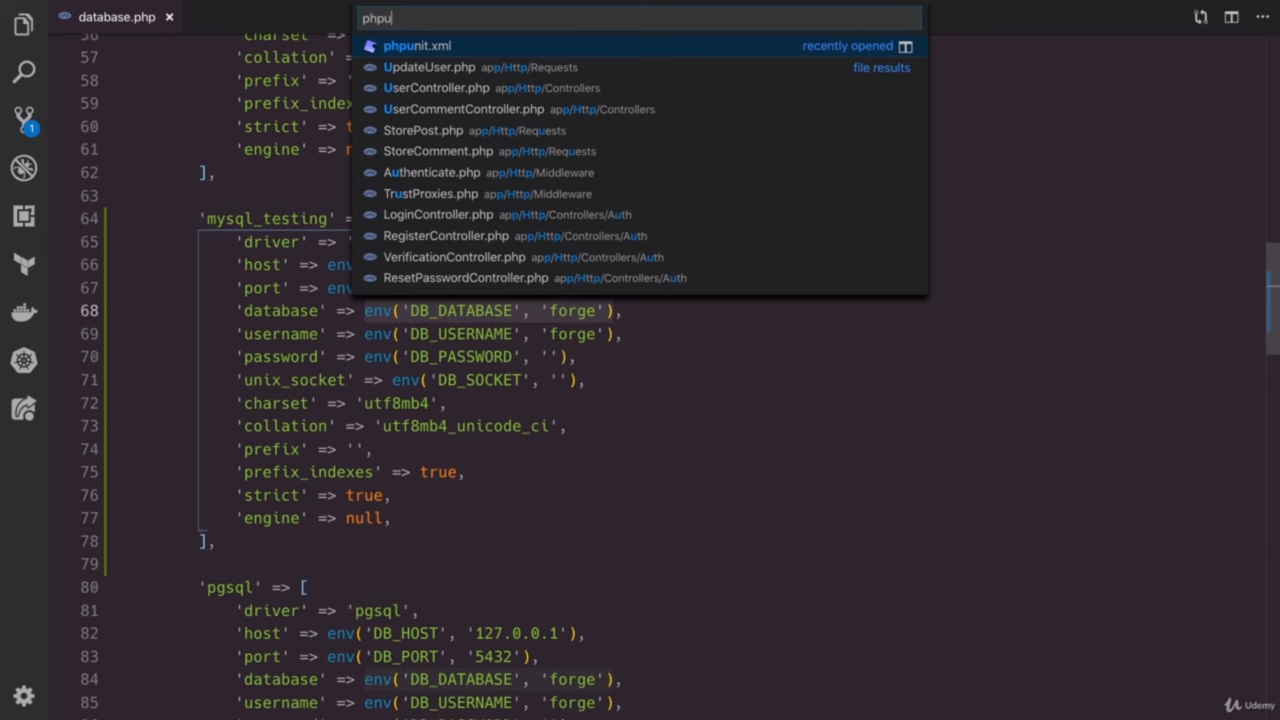 database.php
phpu
phpunit.xml recently opened
UpdateUser.php app/Http/Requests file results
UserController.php app/Http/Controllers
UserCommentController.php app/Http/Controllers
StorePost.php app/Http/Requests
StoreComment.php app/Http/Requests
Authenticate.php app/Http/Middleware
TrustProxies.php app/Http/Middleware
LoginController.php app/Http/Controllers/Auth
RegisterController.php app/Http/Controllers/Auth
VerificationController.php app/Http/Controllers/Auth
ResetPasswordController.php app/Http/Controllers/Auth
56 'charset' =
57 'collation' =
58 'prefix' => '
59 'prefix_index
60 'strict' => t
61 'engine' => n
62 ],
63
64 'mysql_testing' =
65 'driver' => '
66 'host' => env
67 'port' => env
68 'database' => env('DB_DATABASE', 'forge'),
69 'username' => env('DB_USERNAME', 'forge'),
70 'password' => env('DB_PASSWORD', ''),
71 'unix_socket' => env('DB_SOCKET', ''),
72 'charset' => 'utf8mb4',
73 'collation' => 'utf8mb4_unicode_ci',
74 'prefix' => '',
75 'prefix_indexes' => true,
76 'strict' => true,
77 'engine' => null,
78 ],
79
80 'pgsql' => [
81 'driver' => 'pgsql',
82 'host' => env('DB_HOST', '127.0.0.1'),
83 'port' => env('DB_PORT', '5432'),
84 'database' => env('DB_DATABASE', 'forge'),
85 'username' => env('DB_USERNAME', 'forge'),
1
Udemy